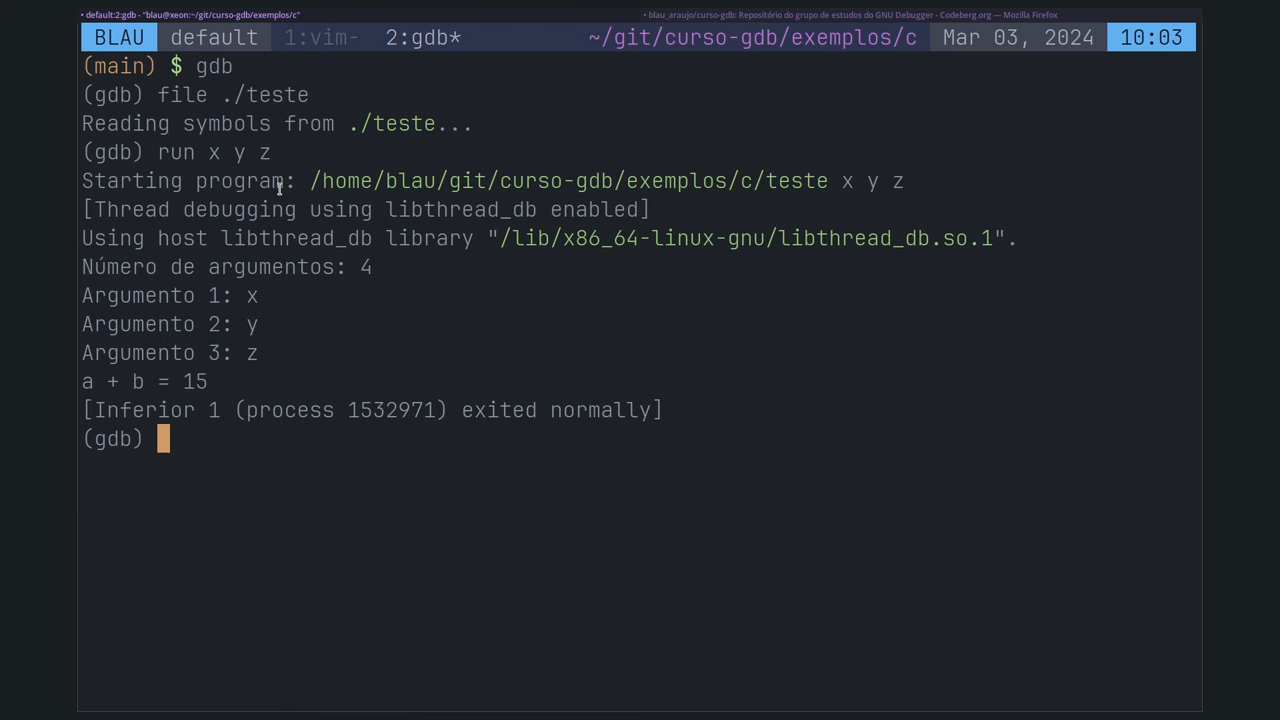 • default:2:gdb - "blau@xeon:~/git/curso-gdb/exemplos/c"
• blau_araujo/curso-gdb: Repositório do grupo de estudos do GNU Debugger - Codeberg.org — Mozilla Firefox
BLAU default 1:vim- 2:gdb* ~/git/curso-gdb/exemplos/c Mar 03, 2024 10:03
(main) $ gdb
(gdb) file ./teste
Reading symbols from ./teste...
(gdb) run x y z
Starting program: /home/blau/git/curso-gdb/exemplos/c/teste x y z
[Thread debugging using libthread_db enabled]
Using host libthread_db library "/lib/x86_64-linux-gnu/libthread_db.so.1".
Número de argumentos: 4
Argumento 1: x
Argumento 2: y
Argumento 3: z
a + b = 15
[Inferior 1 (process 1532971) exited normally]
(gdb)